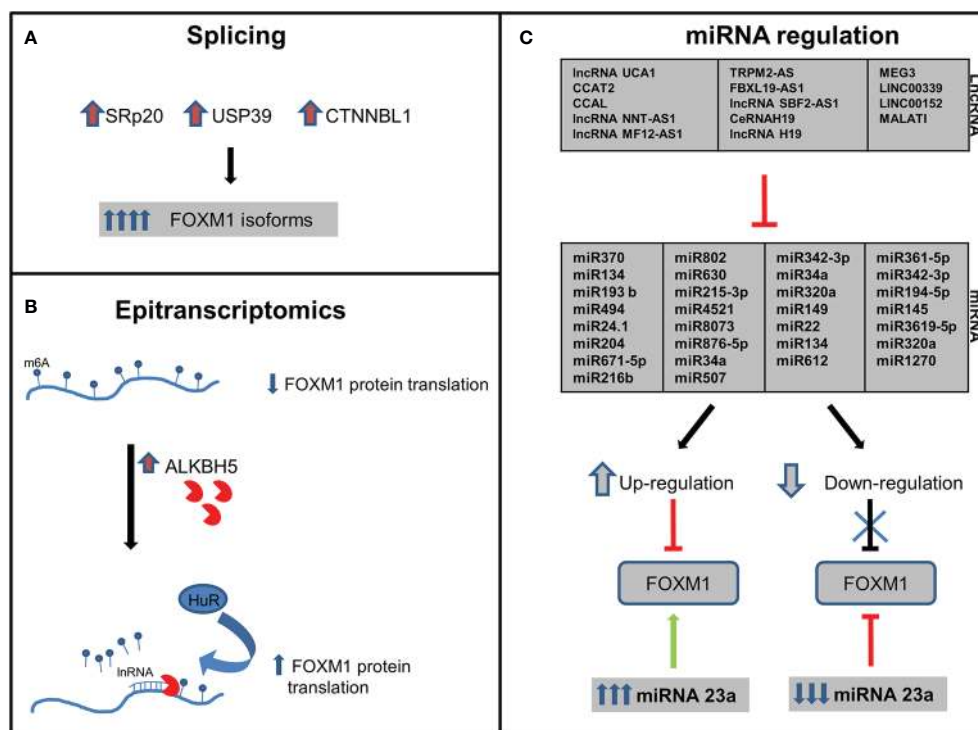 A
Splicing
SRp20
USP39
CTNNBL1
FOXM1 isoforms
B
Epitranscriptomics
m6A
FOXM1 protein translation
ALKBH5
HuR
lnRNA
FOXM1 protein
translation
C
miRNA regulation
lncRNA UCA1
CCAT2
CCAL
lncRNA NNT-AS1
lncRNA MF12-AS1
TRPM2-AS
FBXL19-AS1
lncRNA SBF2-AS1
CeRNAH19
lncRNA H19
MEG3
LINC00339
LINC00152
MALATI
LncRNA
miR370
miR134
miR193 b
miR494
miR24.1
miR204
miR671-5p
miR216b
miR802
miR630
miR215-3p
miR4521
miR8073
miR876-5p
miR34a
miR507
miR342-3p
miR34a
miR320a
miR149
miR22
miR134
miR612
miR361-5p
miR342-3p
miR194-5p
miR145
miR3619-5p
miR320a
miR1270
miRNA
Up-regulation
Down-regulation
FOXM1
FOXM1
miRNA 23a
miRNA 23a